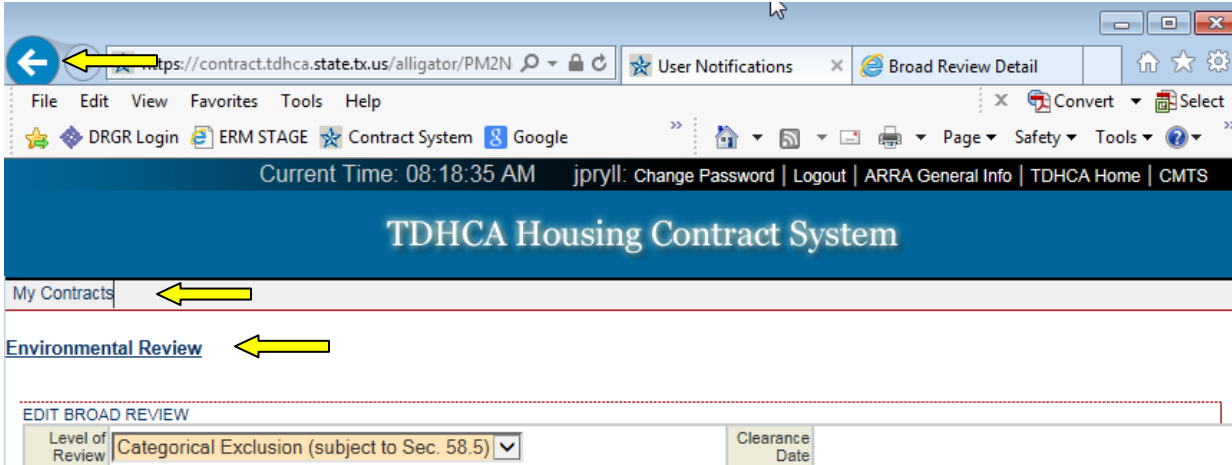 https://contract.tdhca.state.tx.us/alligator/PM2N User Notifications Broad Review Detail
File Edit View Favorites Tools Help Convert Select
DRGR Login ERM STAGE Contract System Google Page Safety Tools
Current Time: 08:18:35 AM jpryll: Change Password | Logout | ARRA General Info | TDHCA Home | CMTS
TDHCA Housing Contract System
My Contracts
Environmental Review
EDIT BROAD REVIEW
Level of Review Categorical Exclusion (subject to Sec. 58.5) Clearance Date